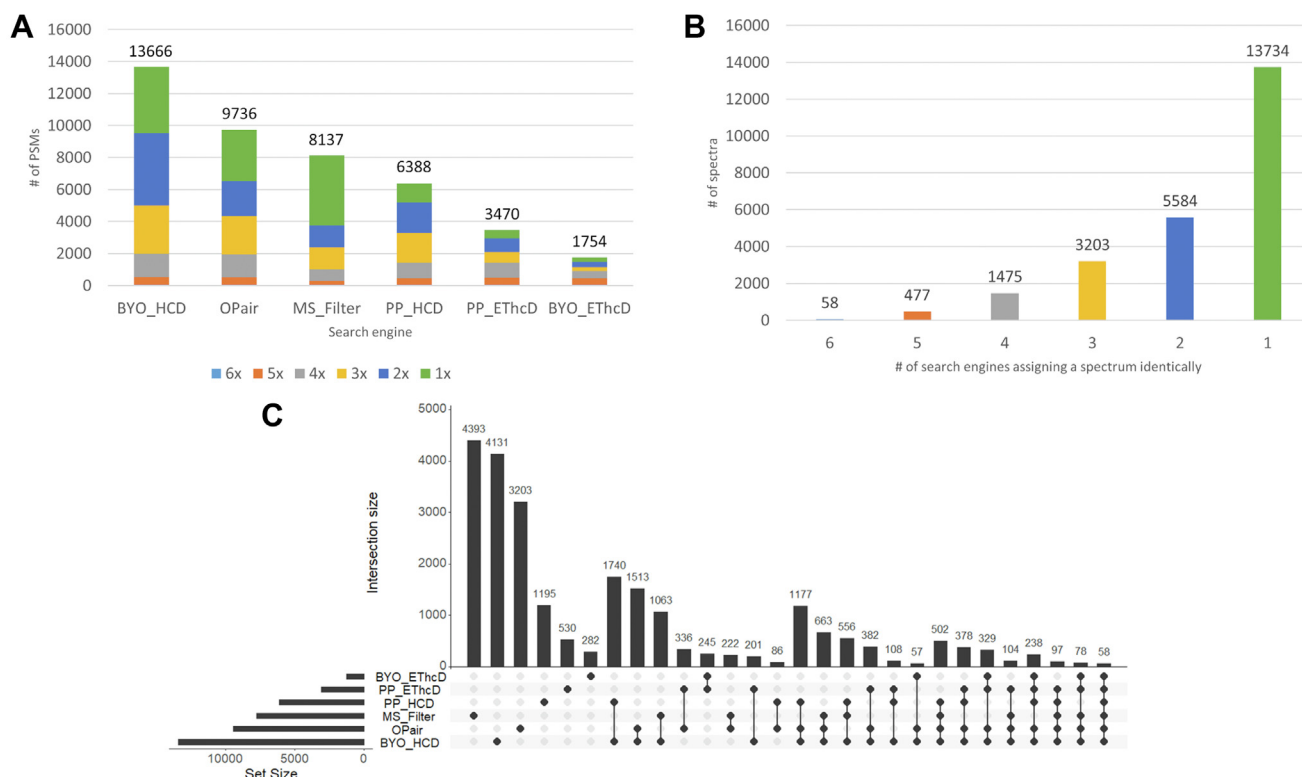 A
16000
14000
12000
10000
8000
6000
4000
2000
0
# of PSMs
13666
9736
8137
6388
3470
1754
BYO_HCD OPair MS_Filter PP_HCD PP_EThcD BYO_EThcD
Search engine
6x 5x 4x 3x 2x 1x
B
16000
14000
12000
10000
8000
6000
4000
2000
0
# of spectra
58
477
1475
3203
5584
13734
6 5 4 3 2 1
# of search engines assigning a spectrum identically
C
5000
4000
3000
2000
1000
0
Intersection size
4393 4131 3203 1195 530 282 1740 1513 1063 336 245 222 201 86 1177 663 556 382 108 57 502 378 329 104 238 97 78 58
BYO_EThcD
PP_EThcD
PP_HCD
MS_Filter
OPair
BYO_HCD
10000 5000 0
Set Size